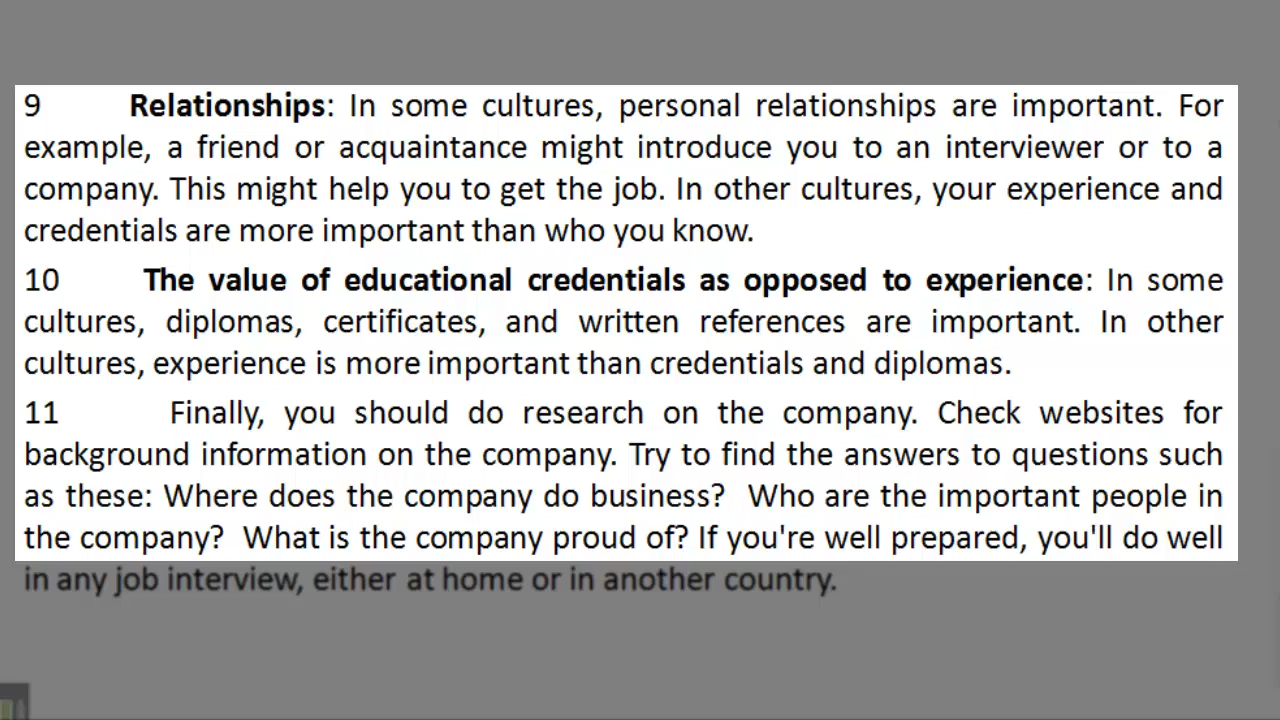 9 Relationships: In some cultures, personal relationships are important. For
example, a friend or acquaintance might introduce you to an interviewer or to a
company. This might help you to get the job. In other cultures, your experience and
credentials are more important than who you know.
10 The value of educational credentials as opposed to experience: In some
cultures, diplomas, certificates, and written references are important. In other
cultures, experience is more important than credentials and diplomas.
11 Finally, you should do research on the company. Check websites for
background information on the company. Try to find the answers to questions such
as these: Where does the company do business? Who are the important people in
the company? What is the company proud of? If you're well prepared, you'll do well
in any job interview, either at home or in another country.